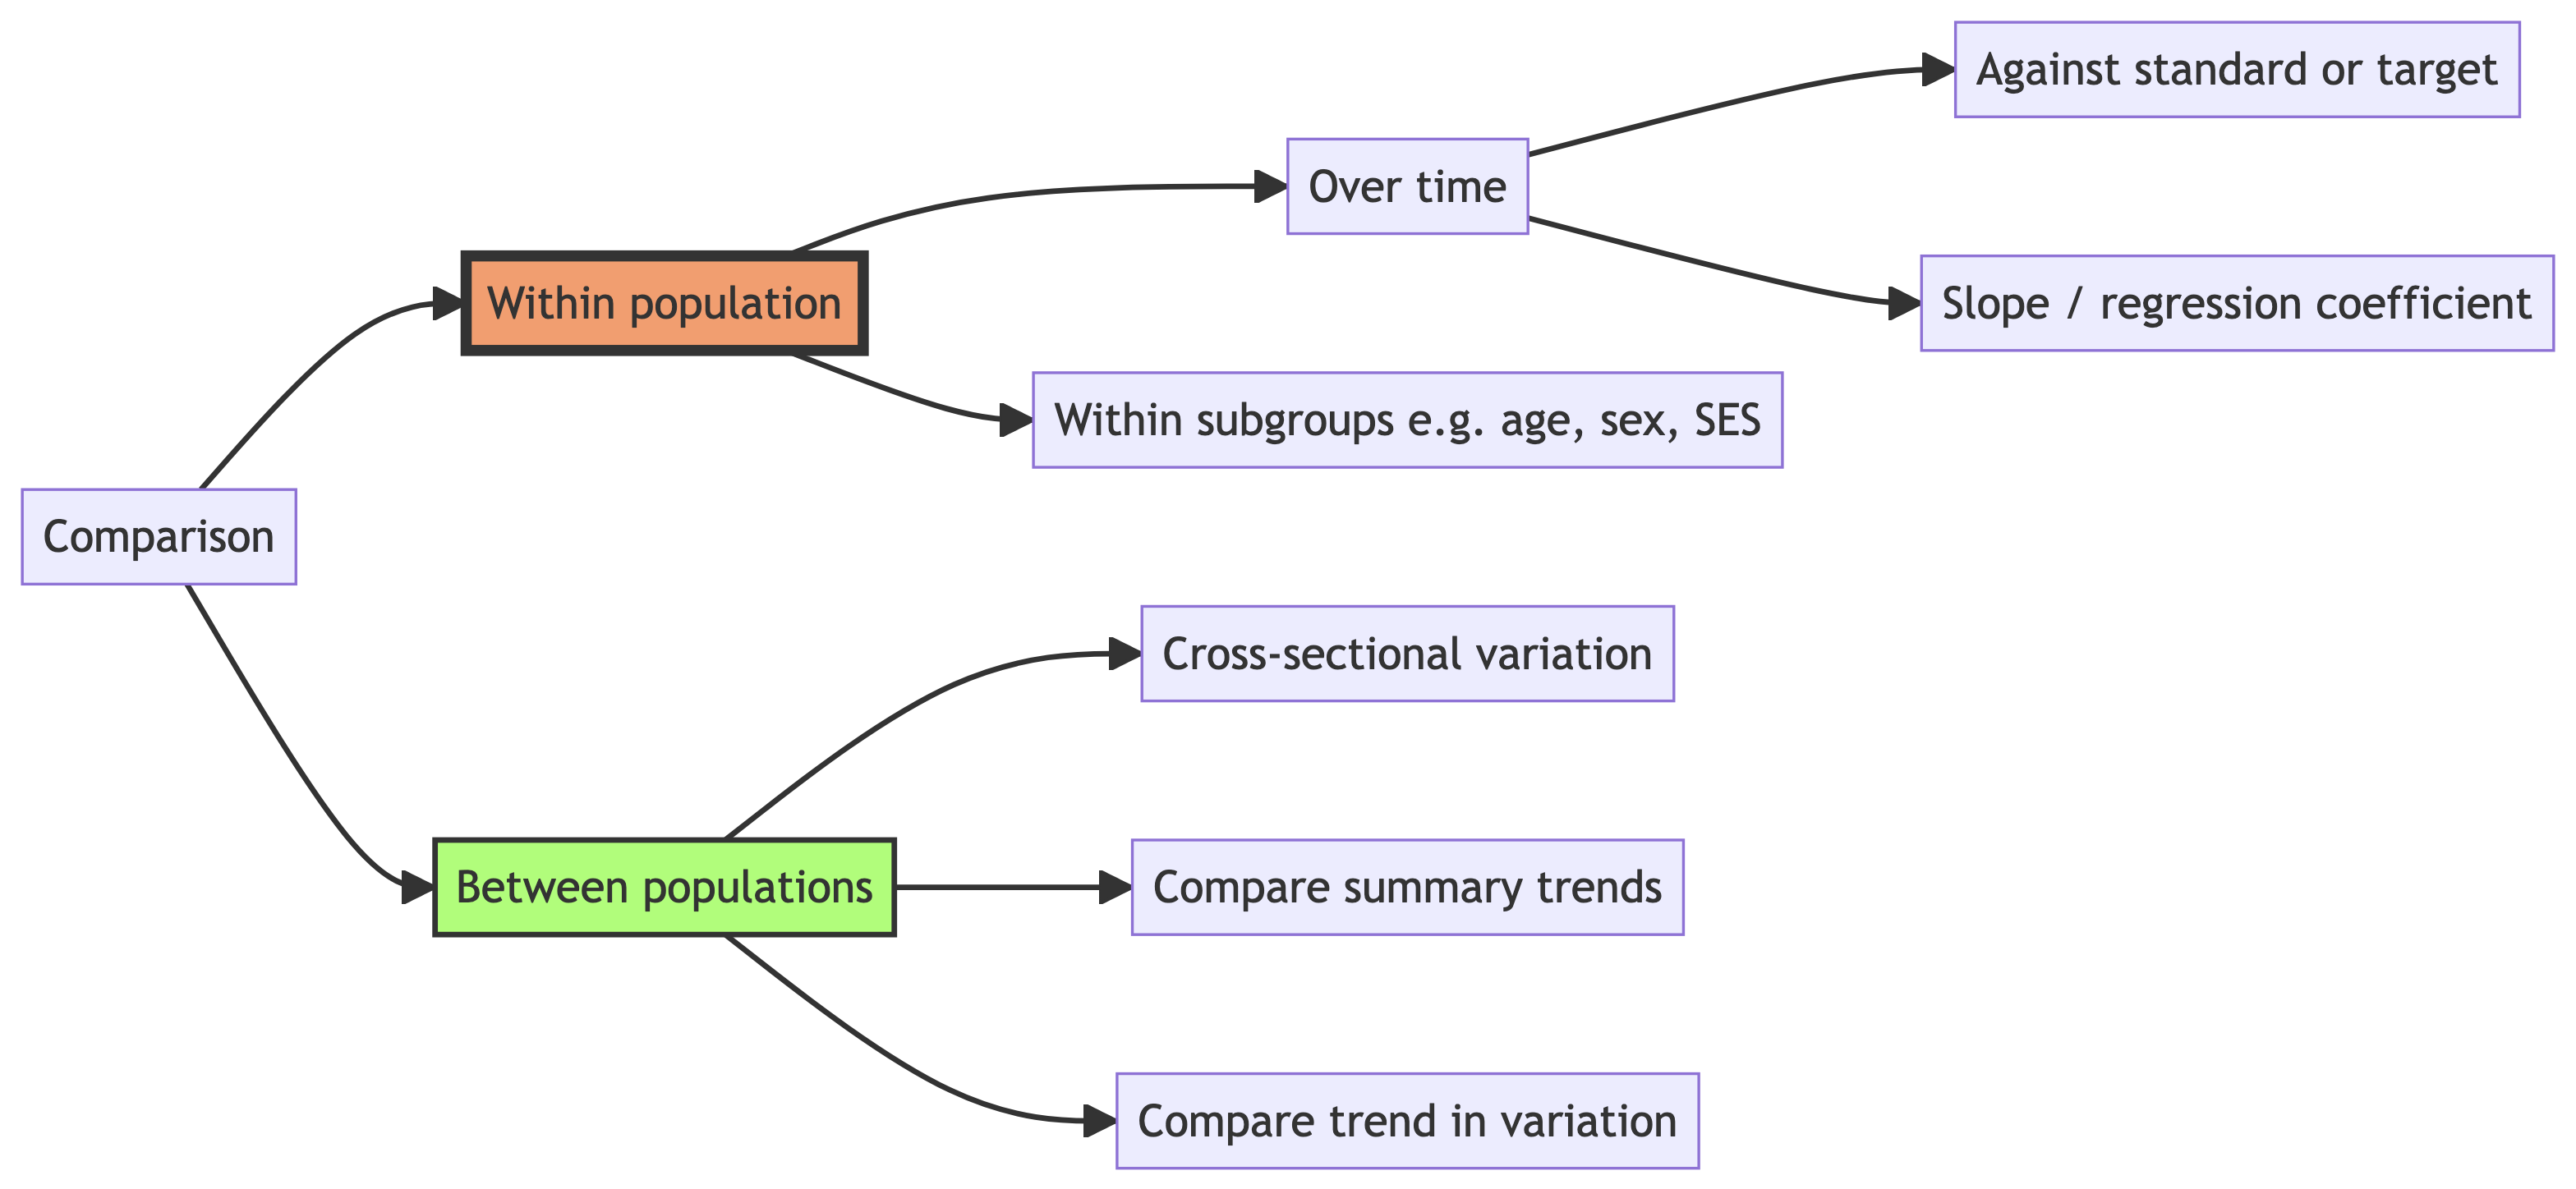 Against standard or target
Over time
Within population
Slope / regression coefficient
Within subgroups e.g. age, sex, SES
Comparison
Cross-sectional variation
Between populations
Compare summary trends
Compare trend in variation